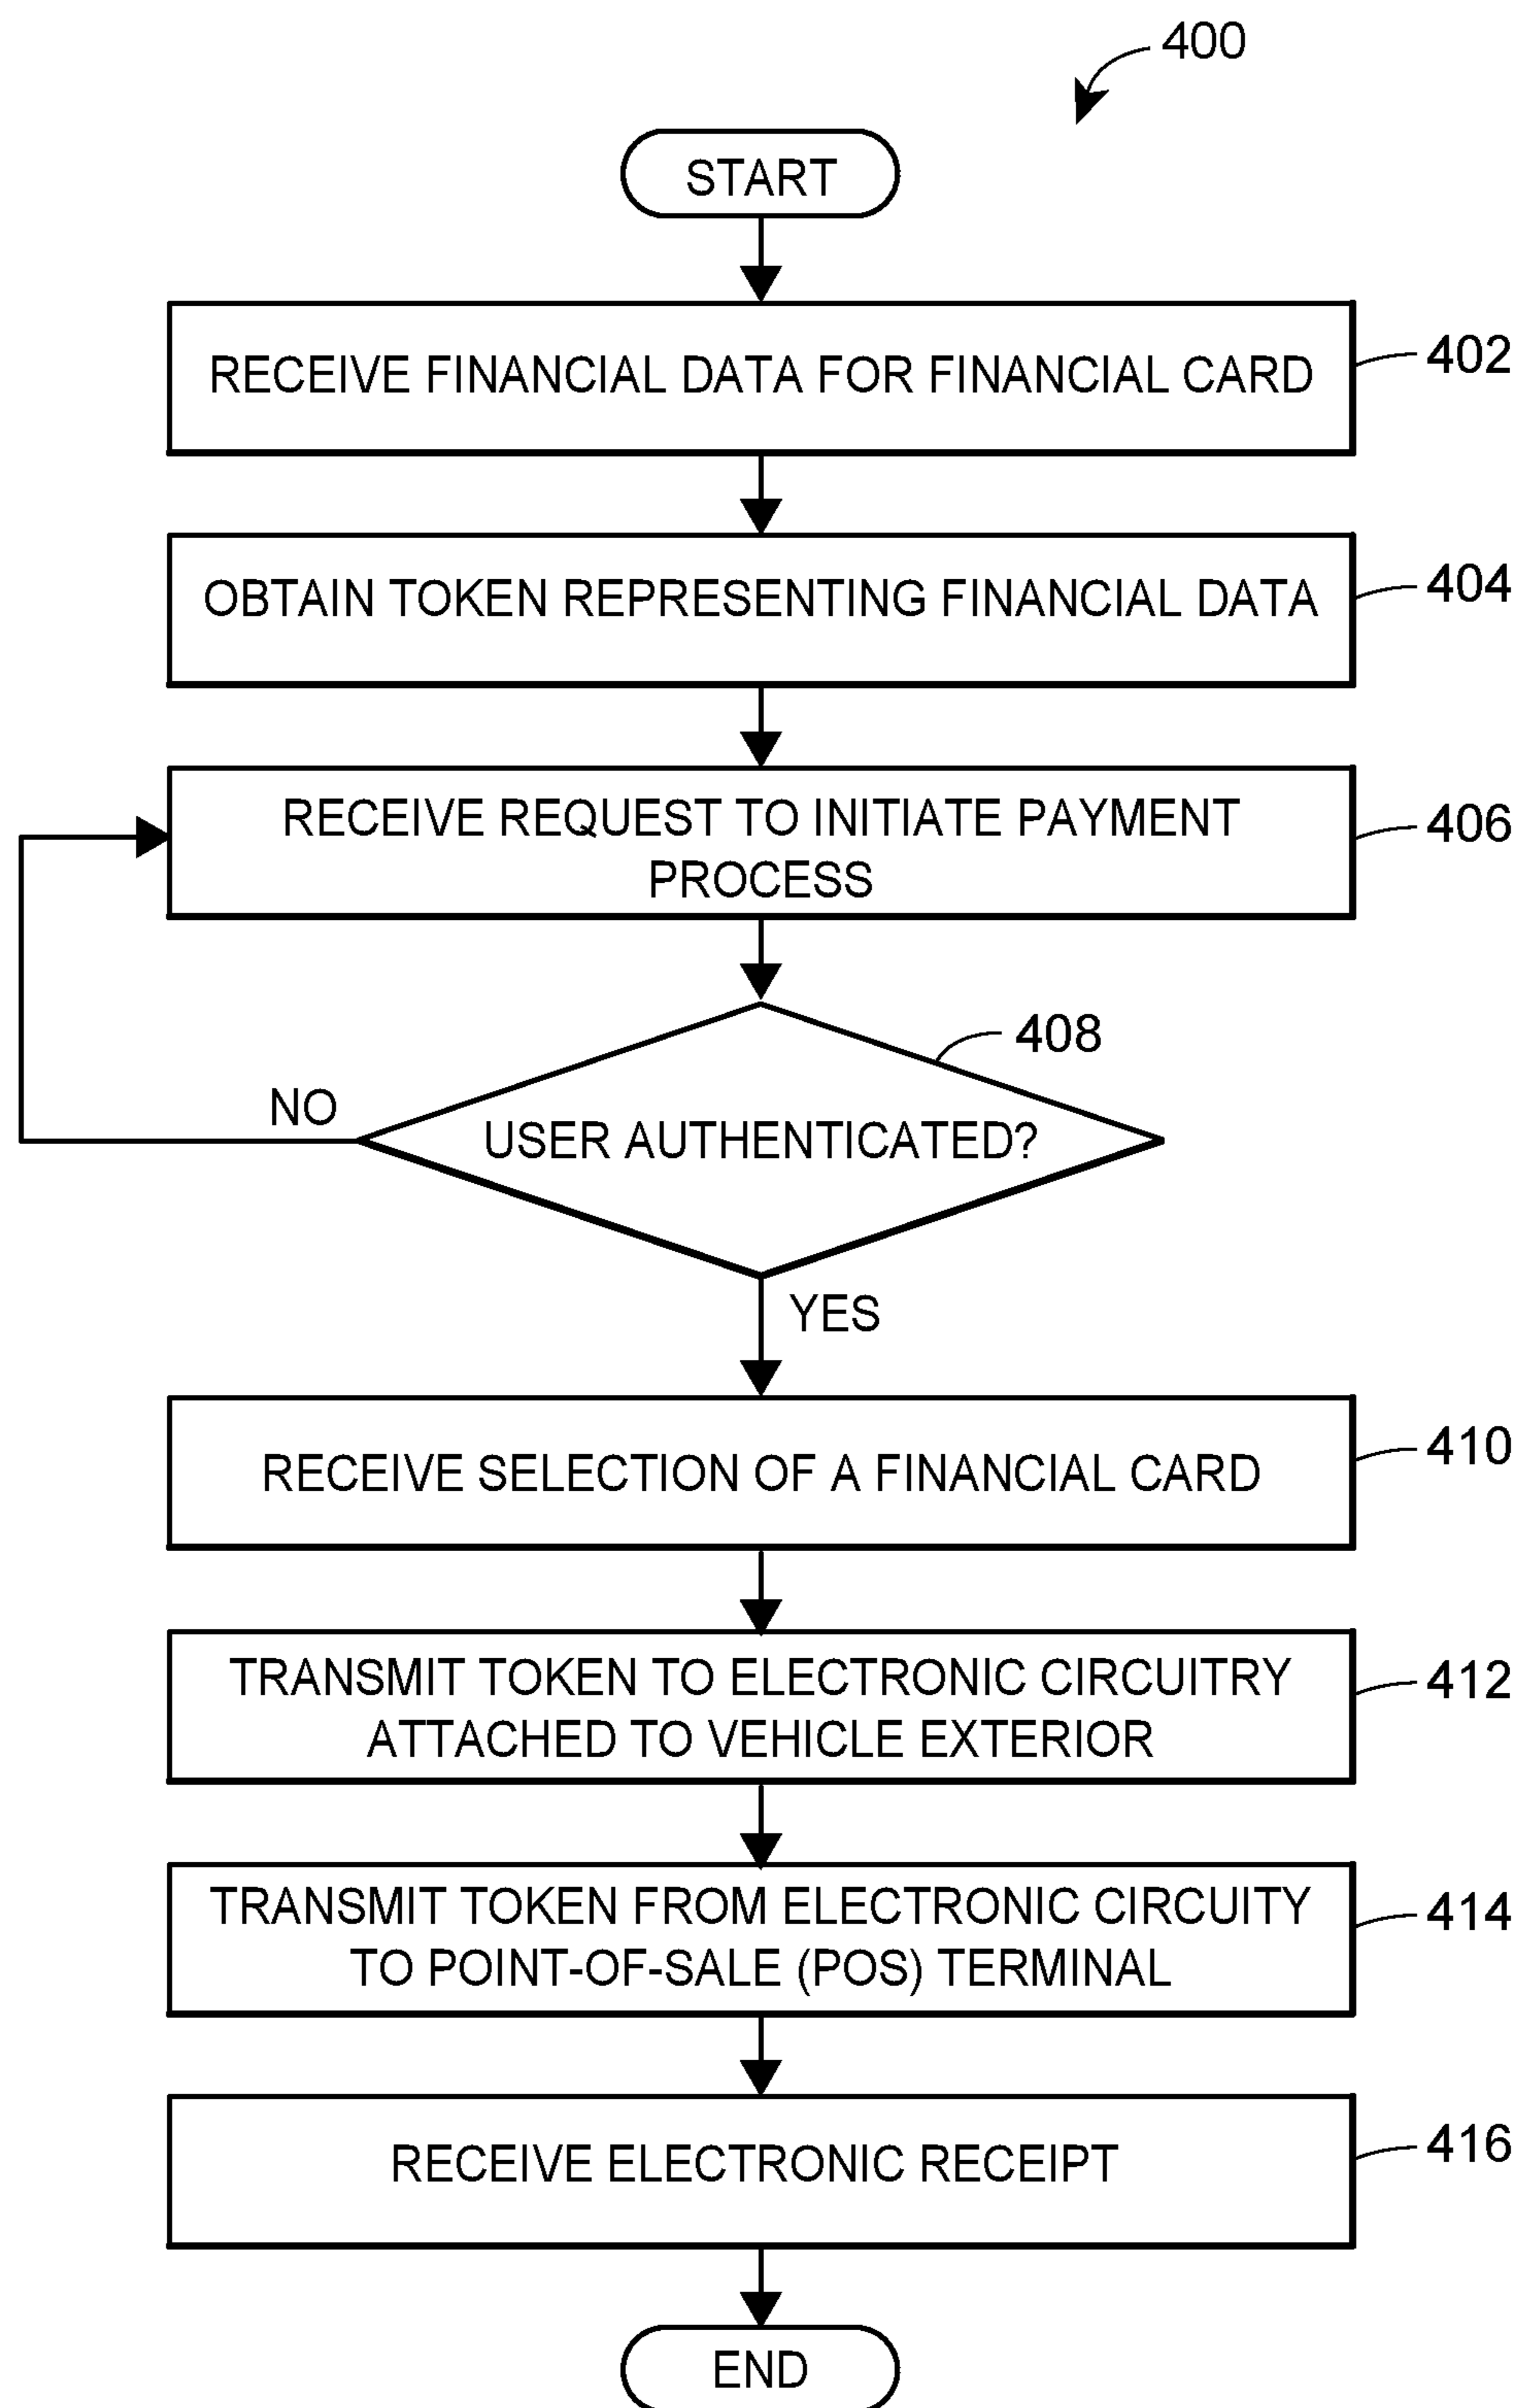 400
START
RECEIVE FINANCIAL DATA FOR FINANCIAL CARD
402
OBTAIN TOKEN REPRESENTING FINANCIAL DATA
404
RECEIVE REQUEST TO INITIATE PAYMENT
PROCESS
406
408
NO
USER AUTHENTICATED?
YES
RECEIVE SELECTION OF A FINANCIAL CARD
410
TRANSMIT TOKEN TO ELECTRONIC CIRCUITRY
ATTACHED TO VEHICLE EXTERIOR
412
TRANSMIT TOKEN FROM ELECTRONIC CIRCUITY
TO POINT-OF-SALE (POS) TERMINAL
414
RECEIVE ELECTRONIC RECEIPT
416
END